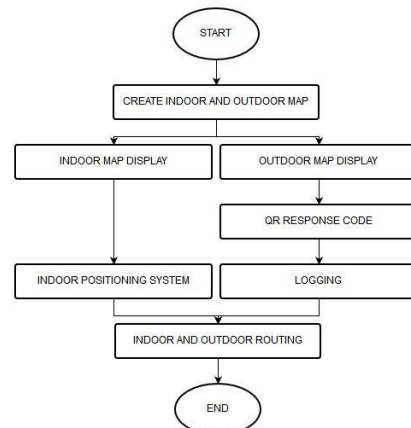 START
CREATE INDOOR AND OUTDOOR MAP
INDOOR MAP DISPLAY
OUTDOOR MAP DISPLAY
QR RESPONSE CODE
INDOOR POSITIONING SYSTEM
LOGGING
INDOOR AND OUTDOOR ROUTING
END